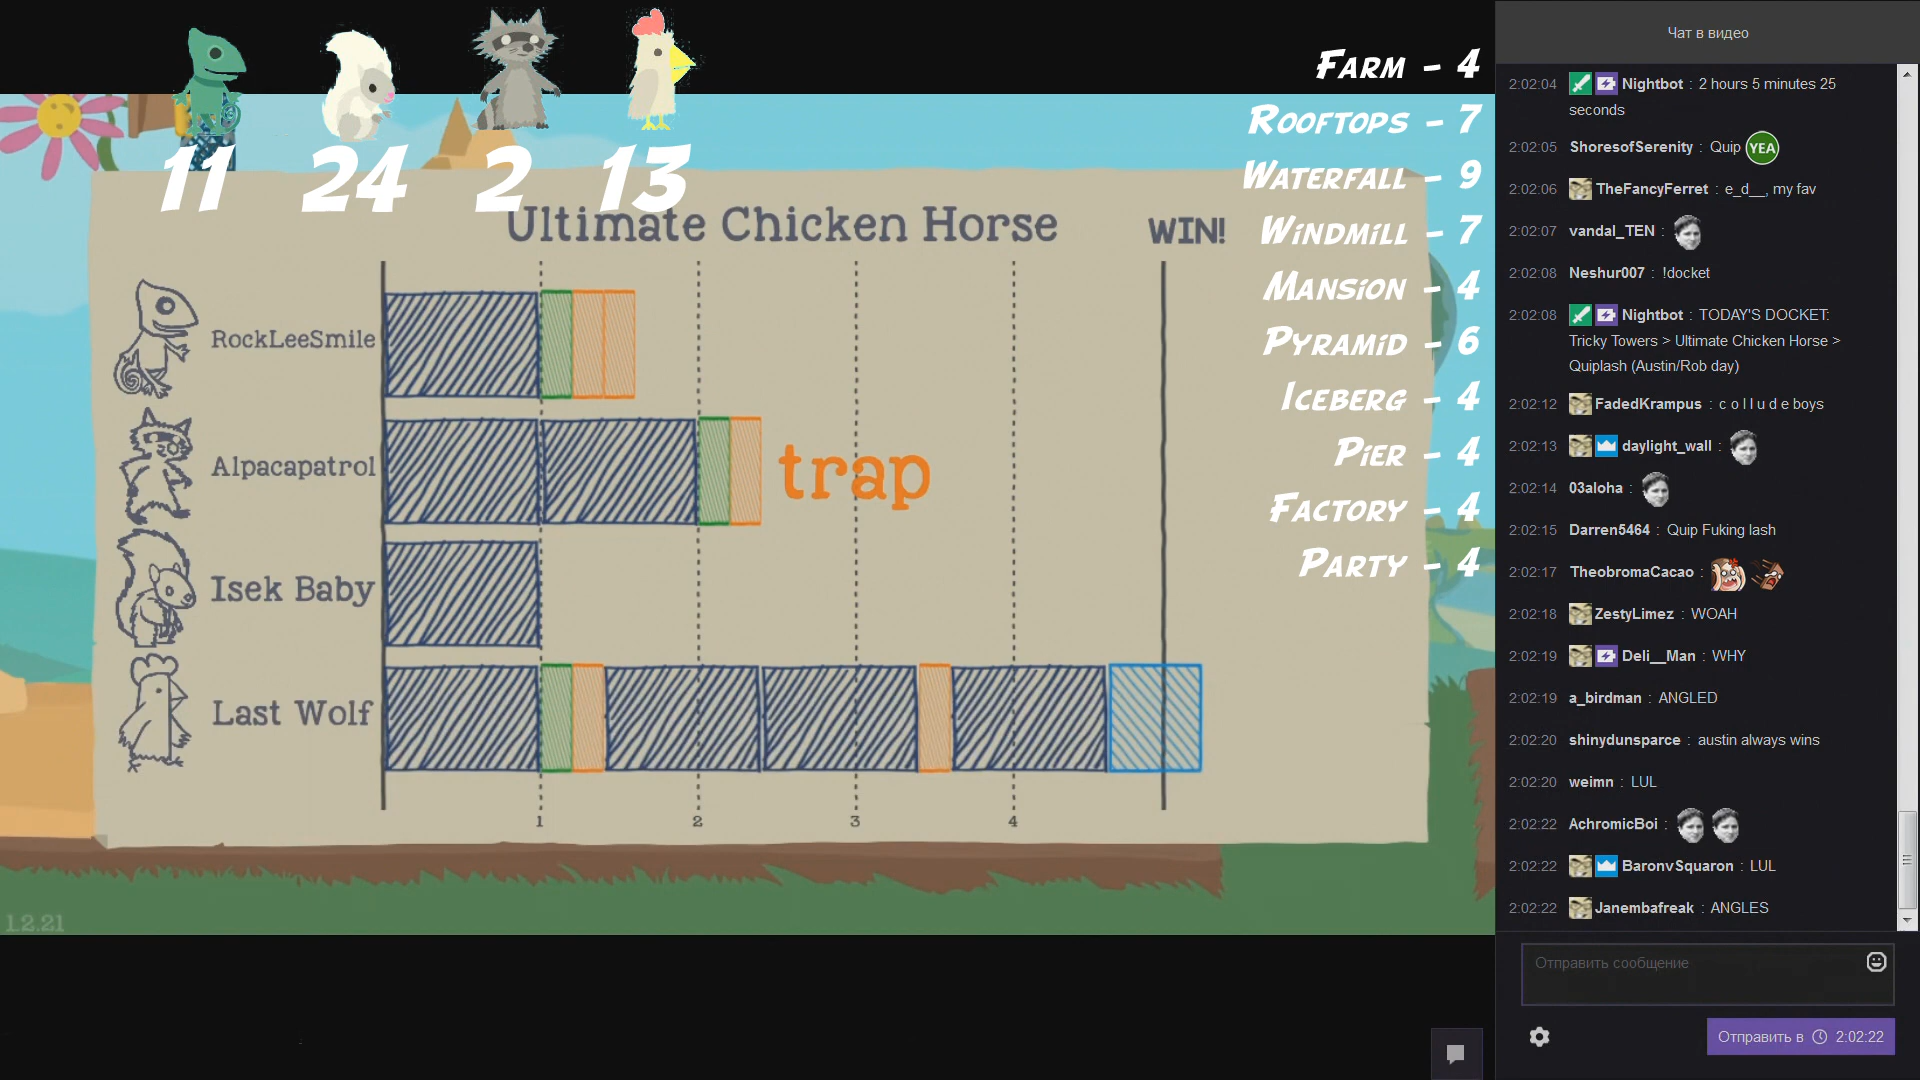 11 24 2 13
Farm - 4
Rooftops - 7
Waterfall - 9
Windmill - 7
Mansion - 4
Pyramid - 6
Iceberg - 4
Pier - 4
Factory - 4
Party - 4
Ultimate Chicken Horse
WIN!
RockLeeSmile
Alpacapatrol
trap
Isek Baby
Last Wolf
1 2 3 4
1.2.21
Чат в видео
2:02:04 Nightbot : 2 hours 5 minutes 25
seconds
2:02:05 ShoresofSerenity : Quip YEA
2:02:06 TheFancyFerret : e_d__, my fav
2:02:07 vandal_TEN :
2:02:08 Neshur007 : !docket
2:02:08 Nightbot : TODAY'S DOCKET:
Tricky Towers > Ultimate Chicken Horse >
Quiplash (Austin/Rob day)
2:02:12 FadedKrampus : c o l l u d e boys
2:02:13 daylight_wall :
2:02:14 03aloha :
2:02:15 Darren5464 : Quip Fuking lash
2:02:17 TheobromaCacao :
2:02:18 ZestyLimez : WOAH
2:02:19 Deli__Man : WHY
2:02:19 a_birdman : ANGLED
2:02:20 shinydunsparce : austin always wins
2:02:20 weimn : LUL
2:02:22 AchromicBoi :
2:02:22 BaronvSquaron : LUL
2:02:22 Janembafreak : ANGLES
Отправить сообщение
Отправить в 2:02:22